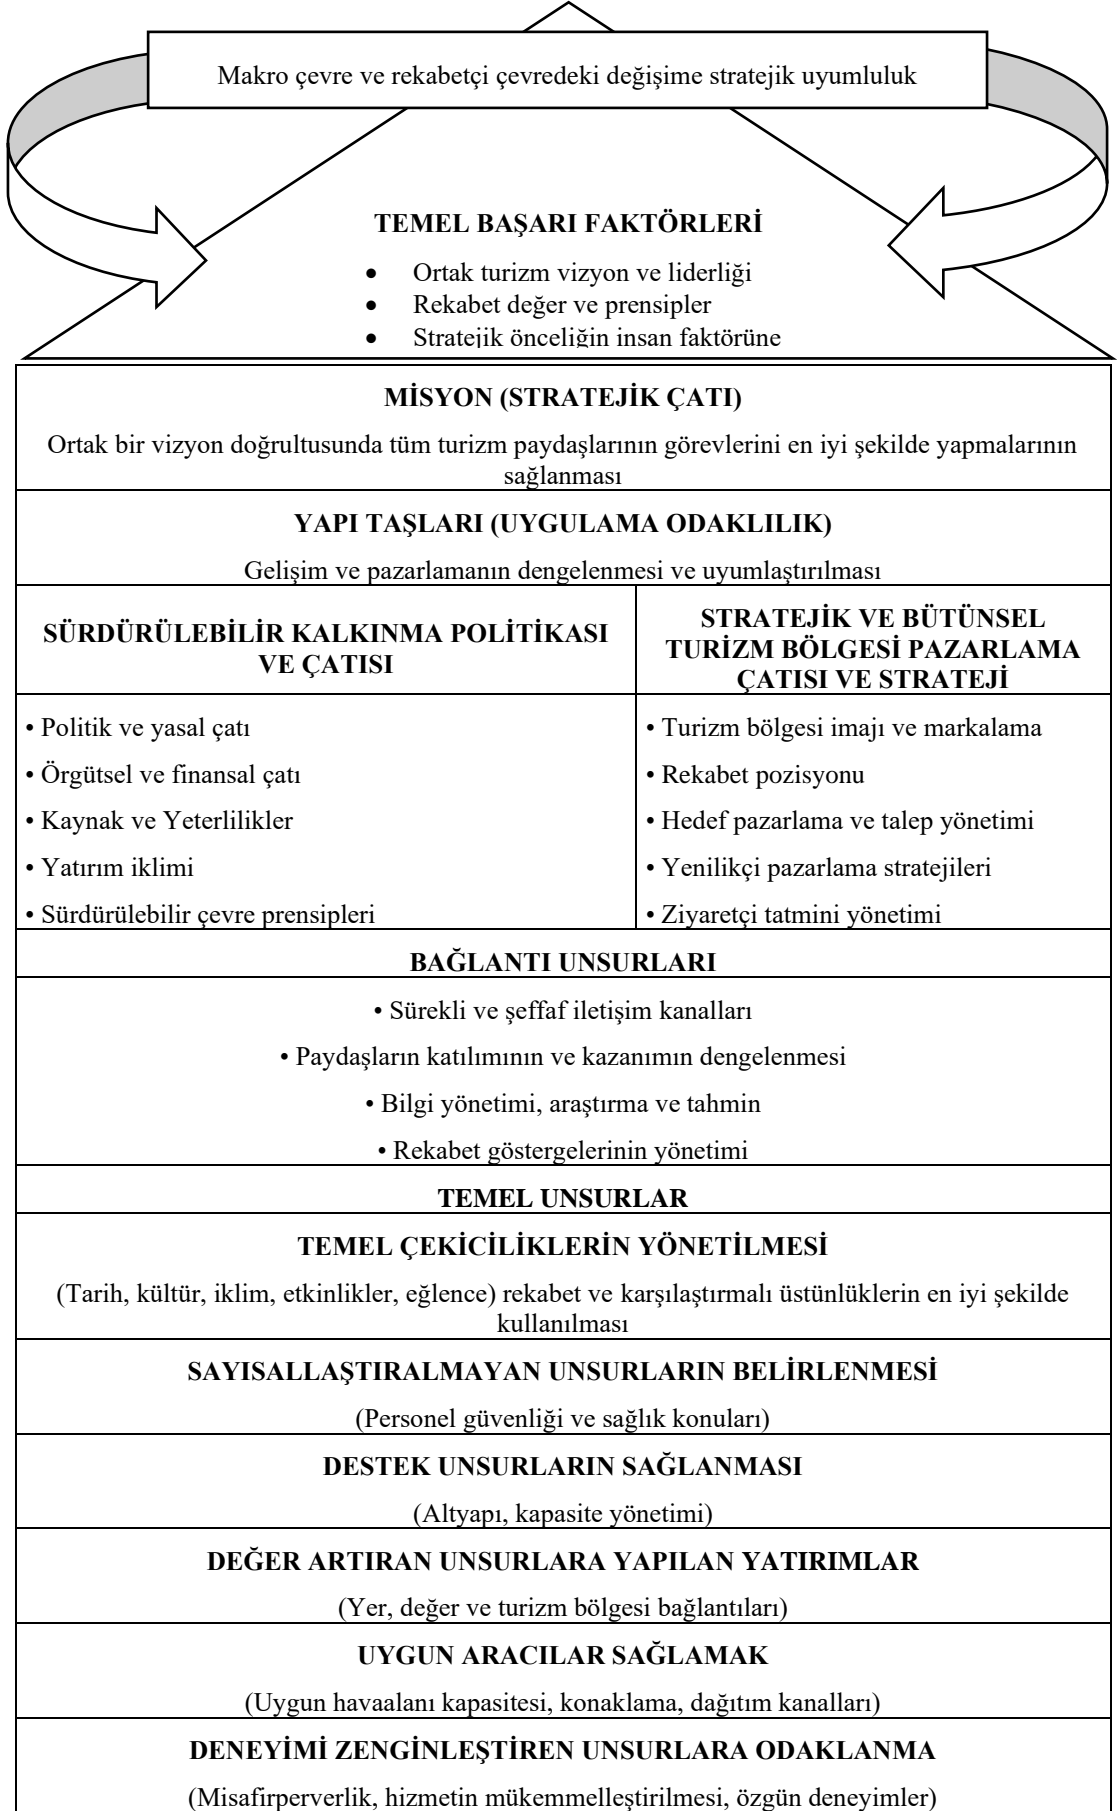 Makro çevre ve rekabetçi çevredeki değişime stratejik uyumluluk
TEMEL BAŞARI FAKTÖRLERİ
• Ortak turizm vizyon ve liderliği
• Rekabet değer ve prensipler
• Stratejik önceliğin insan faktörüne
MİSYON (STRATEJİK ÇATI)
Ortak bir vizyon doğrultusunda tüm turizm paydaşlarının görevlerini en iyi şekilde yapmalarının
sağlanması
YAPI TAŞLARI (UYGULAMA ODAKLILIK)
Gelişim ve pazarlamanın dengelenmesi ve uyumlaştırılması
SÜRDÜRÜLEBİLİR KALKINMA POLİTİKASI
VE ÇATISI
STRATEJİK VE BÜTÜNSEL
TURİZM BÖLGESİ PAZARLAMA
ÇATISI VE STRATEJİ
• Politik ve yasal çatı
• Örgütsel ve finansal çatı
• Kaynak ve Yeterlilikler
• Yatırım iklimi
• Sürdürülebilir çevre prensipleri
• Turizm bölgesi imajı ve markalama
• Rekabet pozisyonu
• Hedef pazarlama ve talep yönetimi
• Yenilikçi pazarlama stratejileri
• Ziyaretçi tatmini yönetimi
BAĞLANTI UNSURLARI
• Sürekli ve şeffaf iletişim kanalları
• Paydaşların katılımının ve kazanımın dengelenmesi
• Bilgi yönetimi, araştırma ve tahmin
• Rekabet göstergelerinin yönetimi
TEMEL UNSURLAR
TEMEL ÇEKİCİLİKLERİN YÖNETİLMESİ
(Tarih, kültür, iklim, etkinlikler, eğlence) rekabet ve karşılaştırmalı üstünlüklerin en iyi şekilde
kullanılması
SAYISALLAŞTIRALMAYAN UNSURLARIN BELİRLENMESİ
(Personel güvenliği ve sağlık konuları)
DESTEK UNSURLARIN SAĞLANMASI
(Altyapı, kapasite yönetimi)
DEĞER ARTIRAN UNSURLARA YAPILAN YATIRIMLAR
(Yer, değer ve turizm bölgesi bağlantıları)
UYGUN ARACILAR SAĞLAMAK
(Uygun havaalanı kapasitesi, konaklama, dağıtım kanalları)
DENEYİMİ ZENGİNLEŞTİREN UNSURLARA ODAKLANMA
(Misafirperverlik, hizmetin mükemmelleştirilmesi, özgün deneyimler)